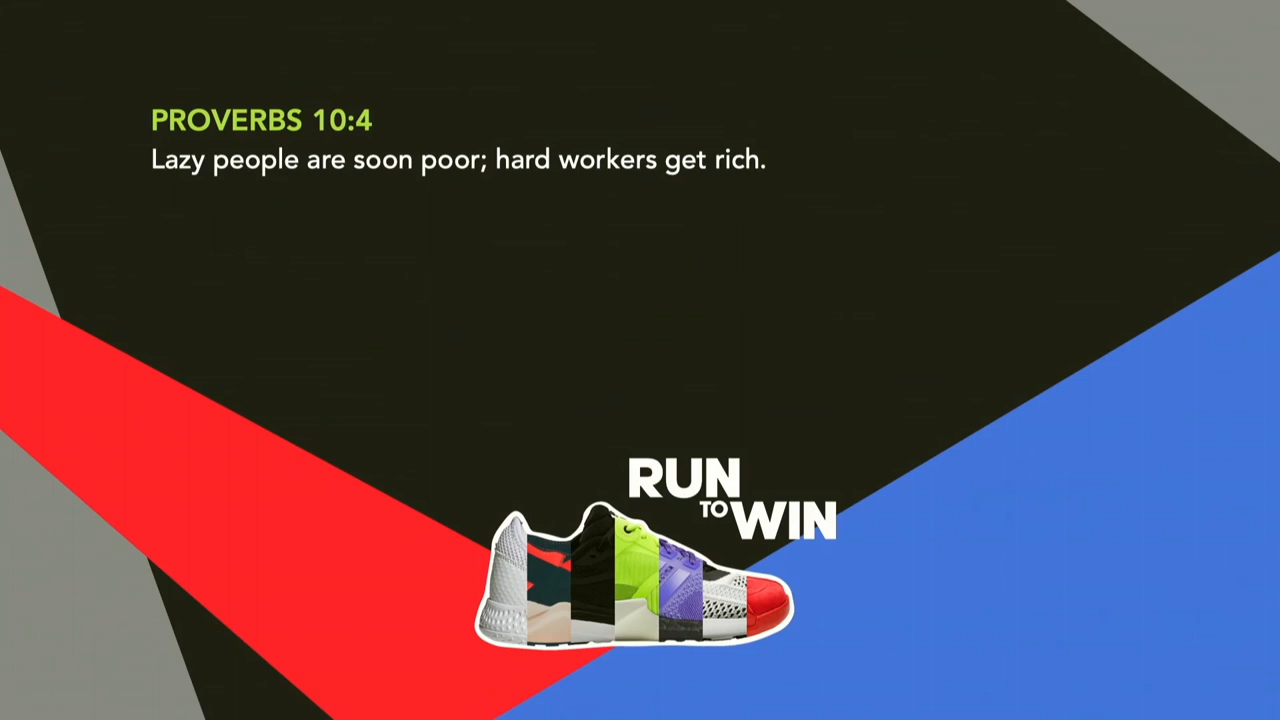 PROVERBS 10:4
Lazy people are soon poor; hard workers get rich.
RUN
TO WIN